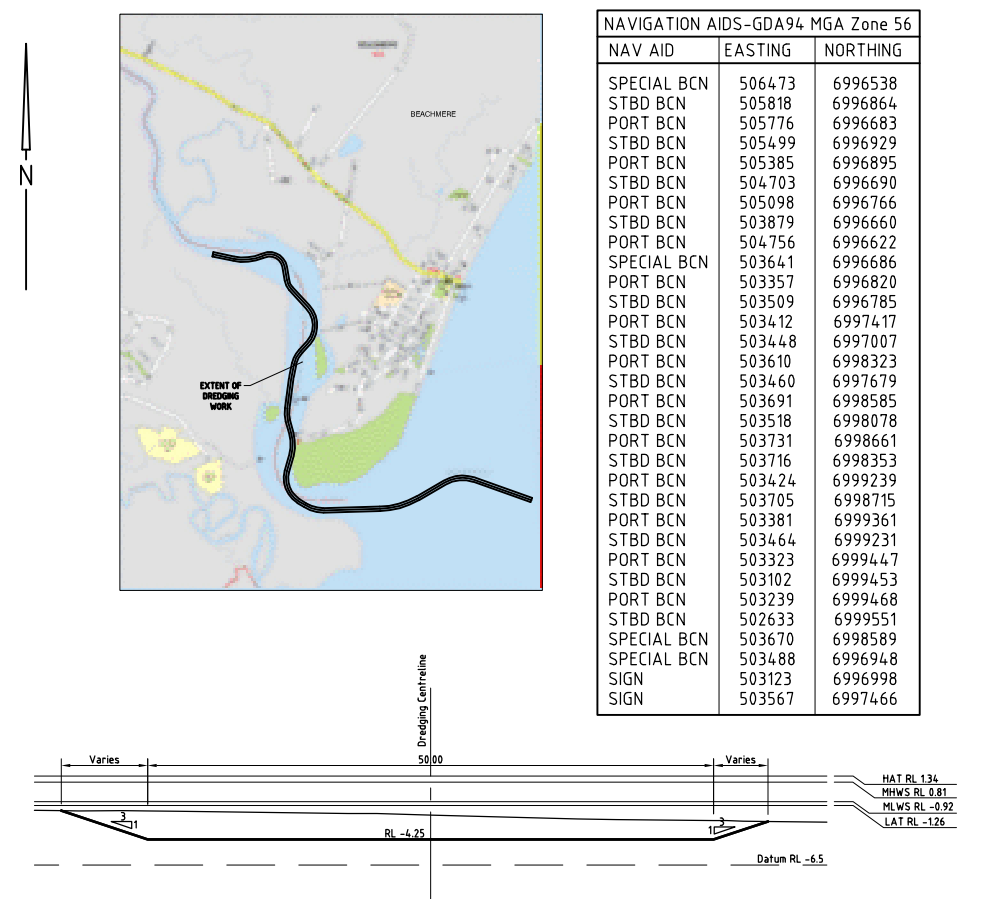 N
BEACHMERE
EXTENT OF
DREDGING
WORK
NAVIGATION AIDS-GDA94 MGA Zone 56
NAV AID EASTING NORTHING
SPECIAL BCN 506473 6996538
STBD BCN 505818 6996864
PORT BCN 505776 6996683
STBD BCN 505499 6996929
PORT BCN 505385 6996895
STBD BCN 504703 6996690
PORT BCN 505098 6996766
STBD BCN 503879 6996660
PORT BCN 504756 6996622
SPECIAL BCN 503641 6996686
PORT BCN 503357 6996820
STBD BCN 503509 6996785
PORT BCN 503412 6997417
STBD BCN 503448 6997007
PORT BCN 503610 6998323
STBD BCN 503460 6997679
PORT BCN 503691 6998585
STBD BCN 503518 6998078
PORT BCN 503731 6998661
STBD BCN 503716 6998353
PORT BCN 503424 6999239
STBD BCN 503705 6998715
PORT BCN 503381 6999361
STBD BCN 503464 6999231
PORT BCN 503323 6999447
STBD BCN 503102 6999453
PORT BCN 503239 6999468
STBD BCN 502633 6999551
SPECIAL BCN 503670 6998589
SPECIAL BCN 503488 6996948
SIGN 503123 6996998
SIGN 503567 6997466
Dredging Centreline
Varies 50.00 Varies
HAT RL 1.34
MHWS RL 0.81
MLWS RL -0.92
LAT RL -1.26
3
1
RL -4.25
3
1
Datum RL -6.5